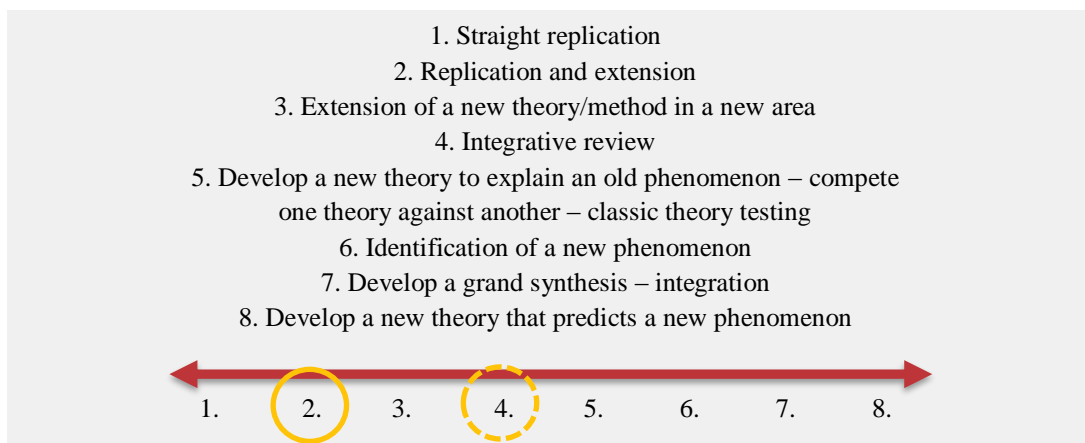 1. Straight replication
2. Replication and extension
3. Extension of a new theory/method in a new area
4. Integrative review
5. Develop a new theory to explain an old phenomenon – compete
one theory against another – classic theory testing
6. Identification of a new phenomenon
7. Develop a grand synthesis – integration
8. Develop a new theory that predicts a new phenomenon
1. 2. 3. 4. 5. 6. 7. 8.